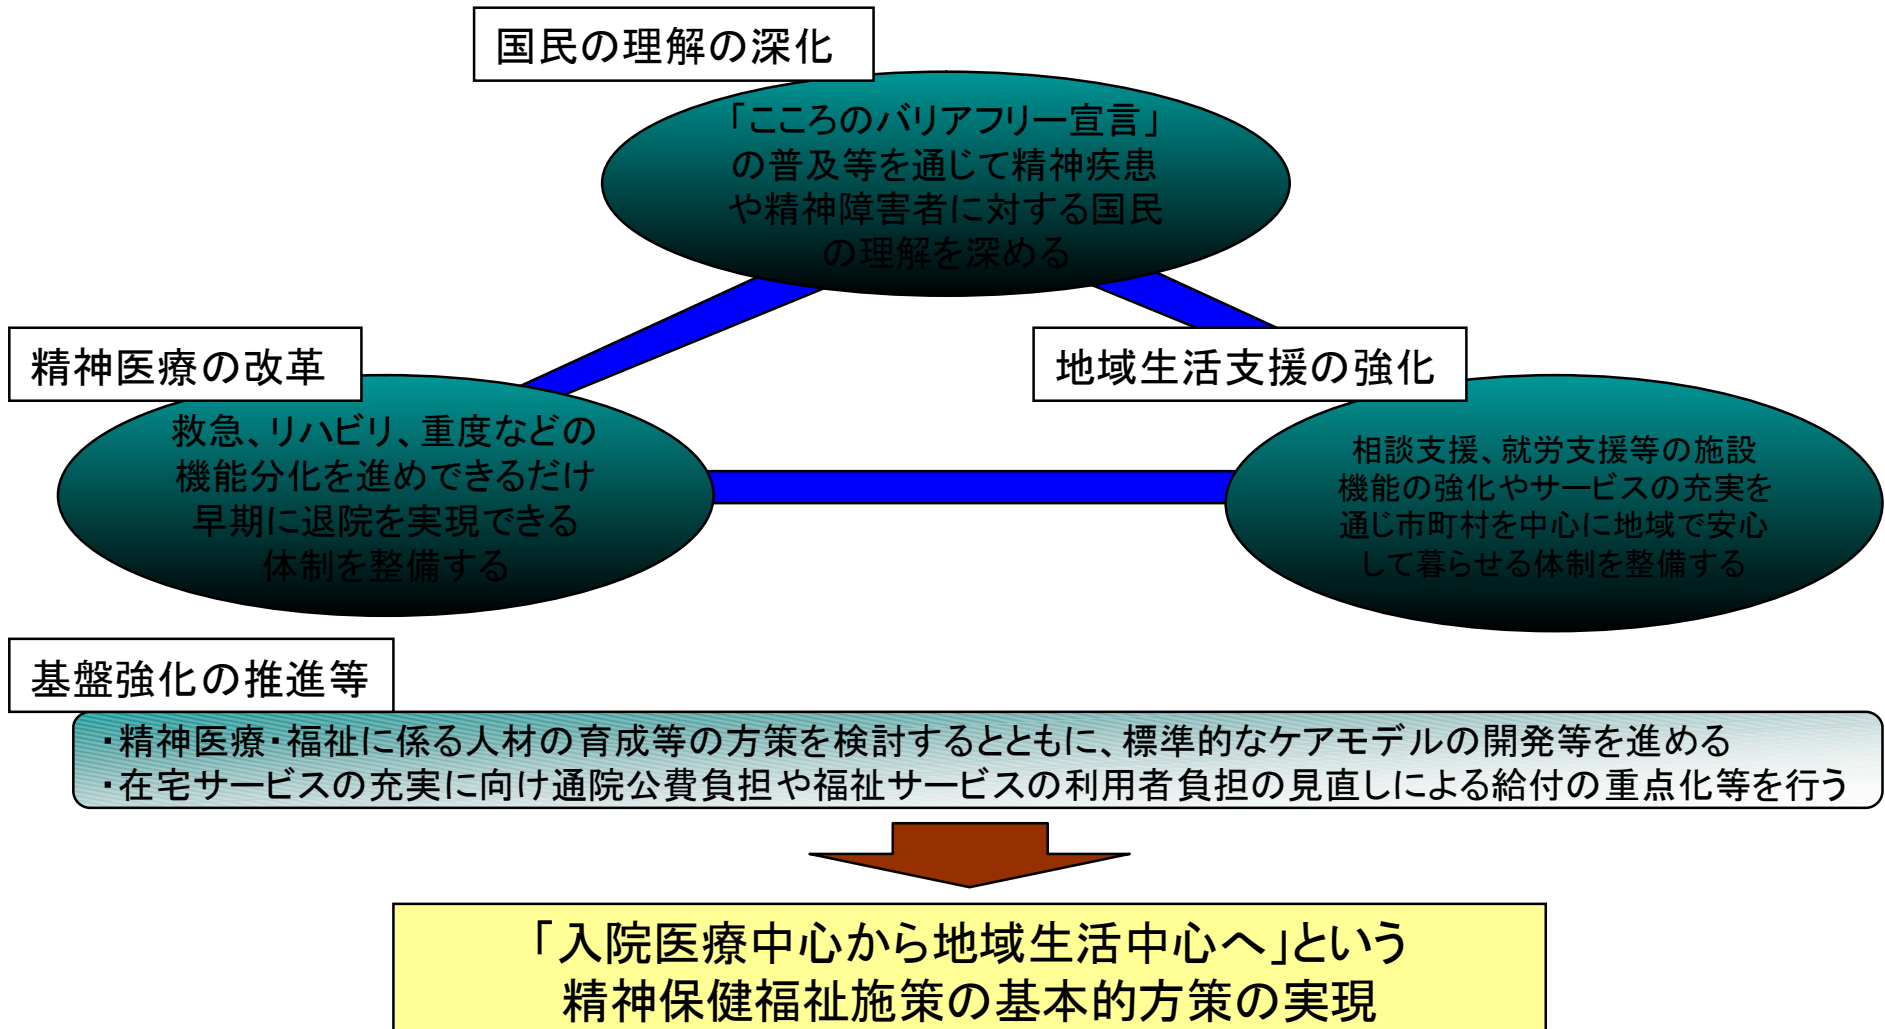 国民の理解の深化
「こころのバリアフリー宣言」
の普及等を通じて精神疾患
や精神障害者に対する国民
の理解を深める
精神医療の改革
救急、リハビリ、重度などの
機能分化を進めできるだけ
早期に退院を実現できる
体制を整備する
地域生活支援の強化
相談支援、就労支援等の施設
機能の強化やサービスの充実を
通じ市町村を中心に地域で安心
して暮らせる体制を整備する
基盤強化の推進等
・精神医療・福祉に係る人材の育成等の方策を検討するとともに、標準的なケアモデルの開発等を進める
・在宅サービスの充実に向け通院公費負担や福祉サービスの利用者負担の見直しによる給付の重点化等を行う
「入院医療中心から地域生活中心へ」という
精神保健福祉施策の基本的方策の実現